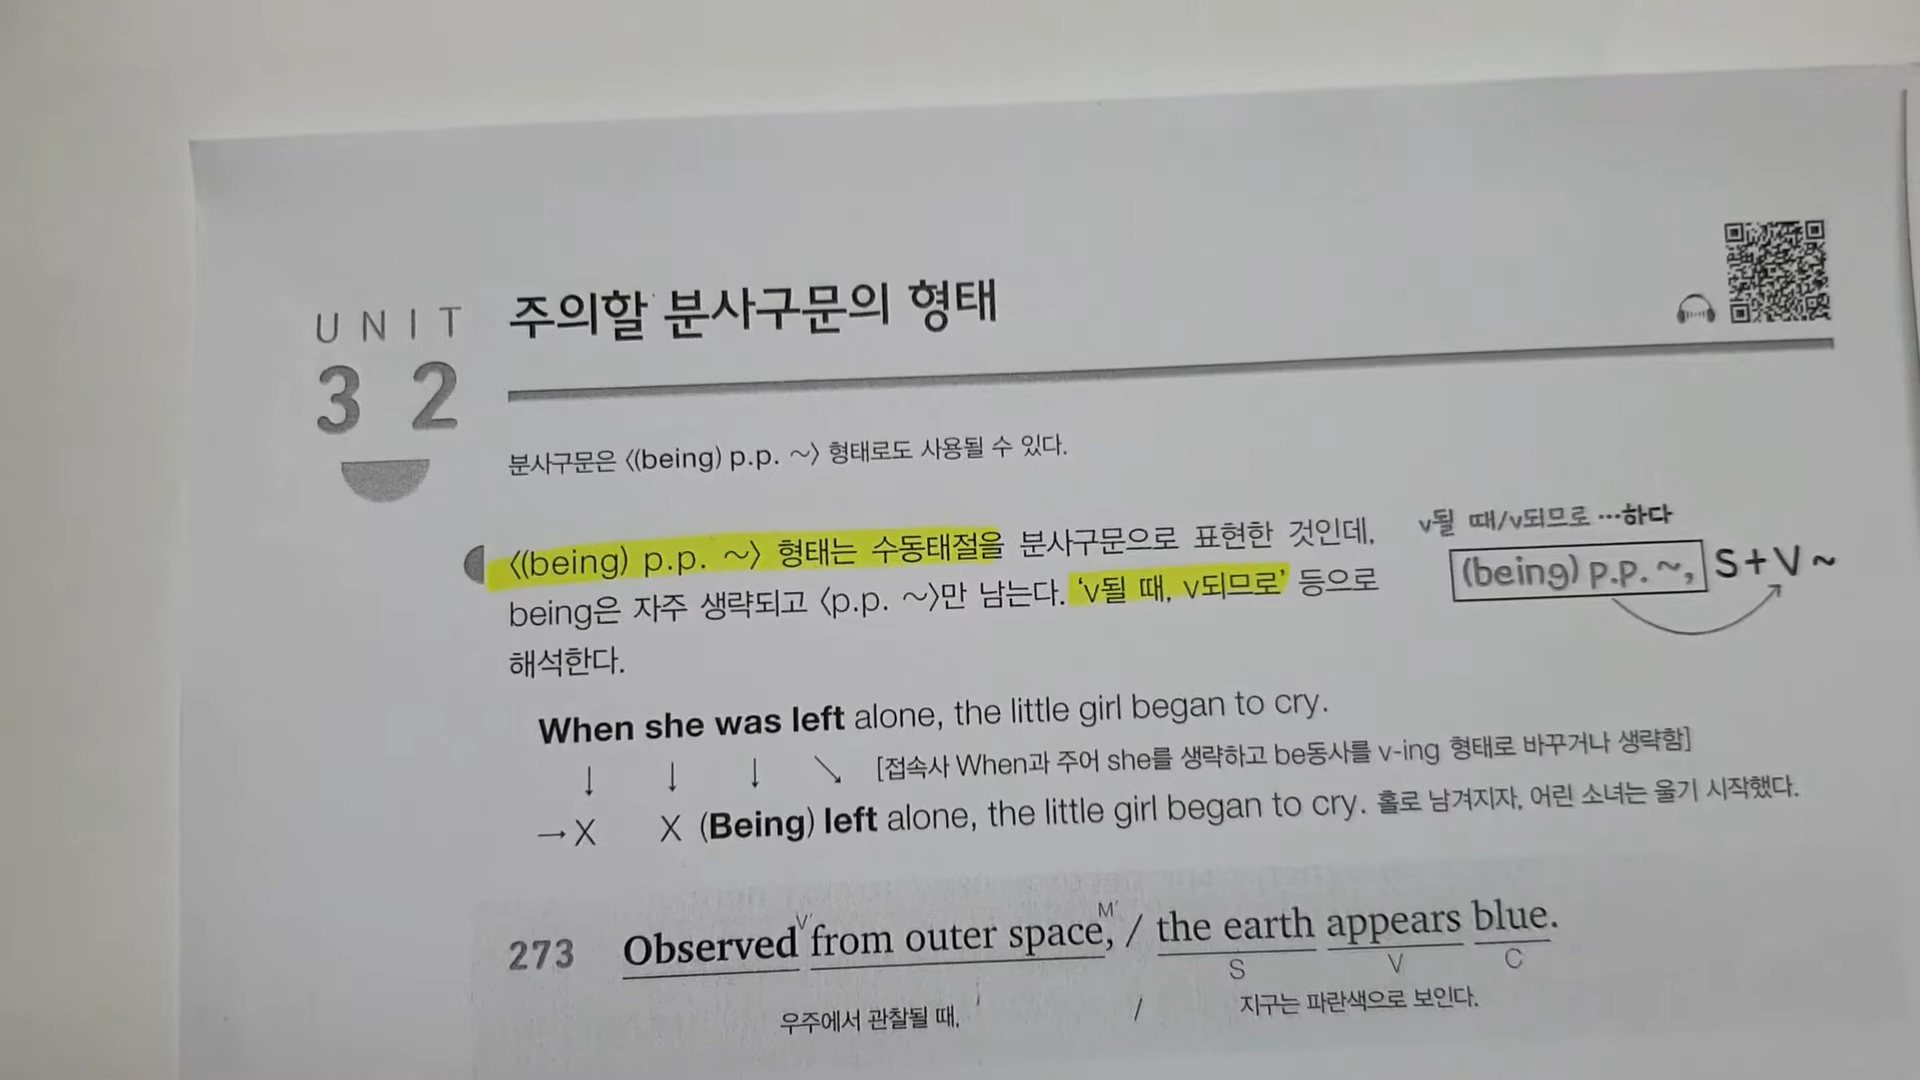 UNIT 주의할 분사구문의 형태
32
분사구문은 〈(being) p.p. ~〉 형태로도 사용될 수 있다.
〈(being) p.p. ~〉 형태는 수동태절을 분사구문으로 표현한 것인데,
being은 자주 생략되고 〈p.p. ~〉만 남는다. ‘v될 때, v되므로’ 등으로
해석한다.
v될 때/v되므로 …하다
(being) p.p. ~, S+V ~
When she was left alone, the little girl began to cry.
↓ ↓ ↓ ↘ [접속사 When과 주어 she를 생략하고 be동사를 v-ing 형태로 바꾸거나 생략함]
→ X X (Being) left alone, the little girl began to cry. 홀로 남겨지자, 어린 소녀는 울기 시작했다.
V′ M′
273 Observed from outer space, / the earth appears blue.
S V C
우주에서 관찰될 때, / 지구는 파란색으로 보인다.